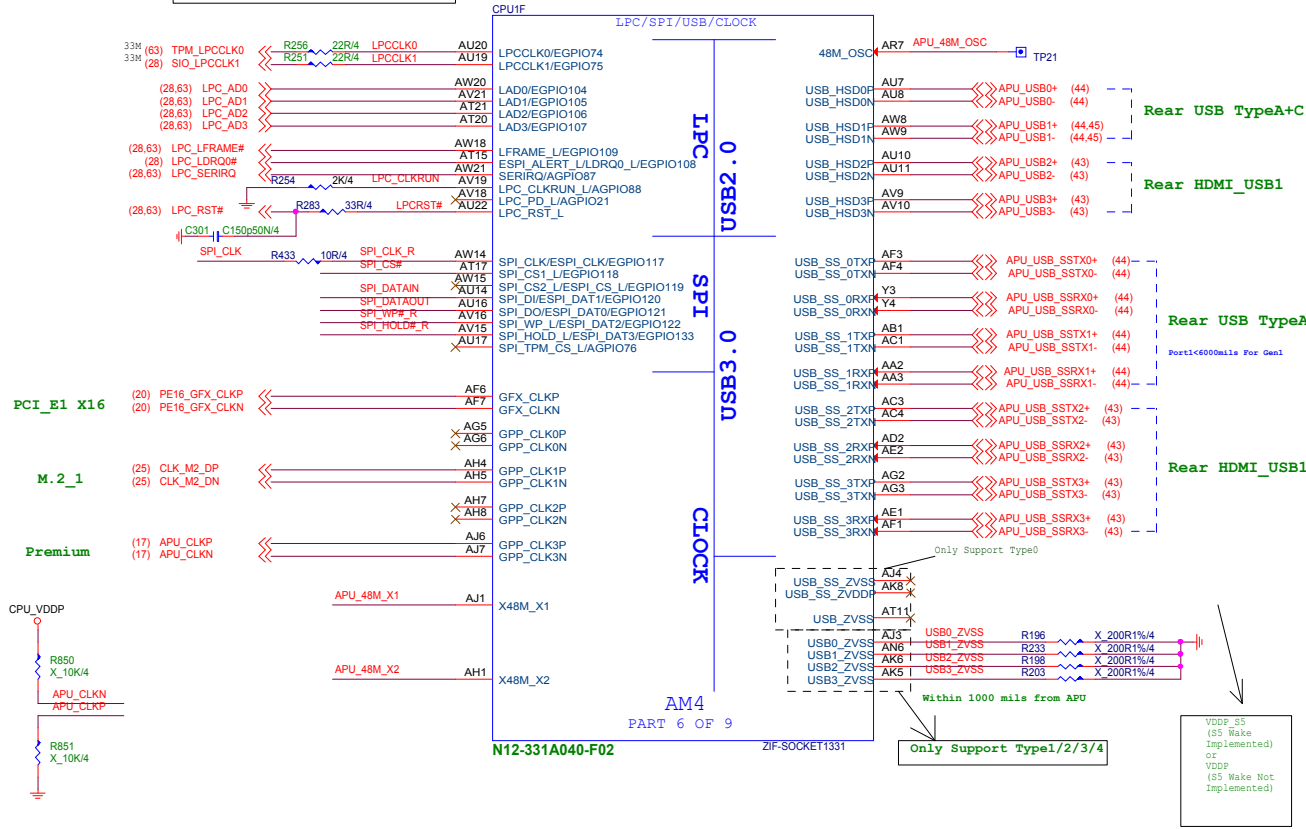 CPU1F
LPC/SPI/USB/CLOCK
33M (63) TPM_LPCCLK0 R256 22R/4 LPCCLK0 AU20 LPCCLK0/EGPIO74
33M (28) SIO_LPCCLK1 R251 22R/4 LPCCLK1 AU19 LPCCLK1/EGPIO75
(28,63) LPC_AD0 AW20 LAD0/EGPIO104
(28,63) LPC_AD1 AV21 LAD1/EGPIO105
(28,63) LPC_AD2 AT21 LAD2/EGPIO106
(28,63) LPC_AD3 AT20 LAD3/EGPIO107
(28,63) LPC_LFRAME# AW18 LFRAME_L/EGPIO109
(28) LPC_LDRQ0# AT15 ESPI_ALERT_L/LDRQ0_L/EGPIO108
(28,63) LPC_SERIRQ AW21 SERIRQ/AGPIO87
R254 2K/4 LPC_CLKRUN AV19 LPC_CLKRUN_L/AGPIO88
AV18 LPC_PD_L/AGPIO21
(28,63) LPC_RST# R283 33R/4 LPCRST# AU22 LPC_RST_L
C301 C150p50N/4
SPI_CLK R433 10R/4 SPI_CLK_R AW14 SPI_CLK/ESPI_CLK/EGPIO117
SPI_CS# AT17 SPI_CS1_L/EGPIO118
AW15 SPI_CS2_L/ESPI_CS_L/EGPIO119
SPI_DATAIN AU14 SPI_DI/ESPI_DAT1/EGPIO120
SPI_DATAOUT AU16 SPI_DO/ESPI_DAT0/EGPIO121
SPI_WP#_R AV16 SPI_WP_L/ESPI_DAT2/EGPIO122
SPI_HOLD#_R AV15 SPI_HOLD_L/ESPI_DAT3/EGPIO133
AU17 SPI_TPM_CS_L/AGPIO76
PCI_E1 X16
(20) PE16_GFX_CLKP AF6 GFX_CLKP
(20) PE16_GFX_CLKN AF7 GFX_CLKN
AG5 GPP_CLK0P
AG6 GPP_CLK0N
M.2_1
(25) CLK_M2_DP AH4 GPP_CLK1P
(25) CLK_M2_DN AH5 GPP_CLK1N
AH7 GPP_CLK2P
AH8 GPP_CLK2N
Premium
(17) APU_CLKP AJ6 GPP_CLK3P
(17) APU_CLKN AJ7 GPP_CLK3N
APU_48M_X1 AJ1 X48M_X1
APU_48M_X2 AH1 X48M_X2
CPU_VDDP
R850
X_10K/4
APU_CLKN
APU_CLKP
R851
X_10K/4
LPC
USB2.0
SPI
USB3.0
CLOCK
AM4
PART 6 OF 9
N12-331A040-F02
ZIF-SOCKET1331
48M_OSC AR7 APU_48M_OSC TP21
USB_HSD0P AU7 APU_USB0+ (44)
USB_HSD0N AU8 APU_USB0- (44)
USB_HSD1P AW8 APU_USB1+ (44,45)
USB_HSD1N AW9 APU_USB1- (44,45)
Rear USB TypeA+C
USB_HSD2P AU10 APU_USB2+ (43)
USB_HSD2N AU11 APU_USB2- (43)
USB_HSD3P AV9 APU_USB3+ (43)
USB_HSD3N AV10 APU_USB3- (43)
Rear HDMI_USB1
USB_SS_0TXP AF3 APU_USB_SSTX0+ (44)
USB_SS_0TXN AF4 APU_USB_SSTX0- (44)
USB_SS_0RXP Y3 APU_USB_SSRX0+ (44)
USB_SS_0RXN Y4 APU_USB_SSRX0- (44)
USB_SS_1TXP AB1 APU_USB_SSTX1+ (44)
USB_SS_1TXN AC1 APU_USB_SSTX1- (44)
USB_SS_1RXP AA2 APU_USB_SSRX1+ (44)
USB_SS_1RXN AA3 APU_USB_SSRX1- (44)
Rear USB TypeA
Port1<6000mils For Gen1
USB_SS_2TXP AC3 APU_USB_SSTX2+ (43)
USB_SS_2TXN AC4 APU_USB_SSTX2- (43)
USB_SS_2RXP AD2 APU_USB_SSRX2+ (43)
USB_SS_2RXN AE2 APU_USB_SSRX2- (43)
USB_SS_3TXP AG2 APU_USB_SSTX3+ (43)
USB_SS_3TXN AG3 APU_USB_SSTX3- (43)
USB_SS_3RXP AE1 APU_USB_SSRX3+ (43)
USB_SS_3RXN AF1 APU_USB_SSRX3- (43)
Rear HDMI_USB1
Only Support Type0
USB_SS_ZVSS AJ4
USB_SS_ZVDDP AK8
USB_ZVSS AT11
USB0_ZVSS AJ3 USB0_ZVSS R196 X_200R1%/4
USB1_ZVSS AN6 USB1_ZVSS R233 X_200R1%/4
USB2_ZVSS AK6 USB2_ZVSS R198 X_200R1%/4
USB3_ZVSS AK5 USB3_ZVSS R203 X_200R1%/4
Within 1000 mils from APU
Only Support Type1/2/3/4
VDDP_S5
(S5 Wake
Implemented)
or
VDDP
(S5 Wake Not
Implemented)